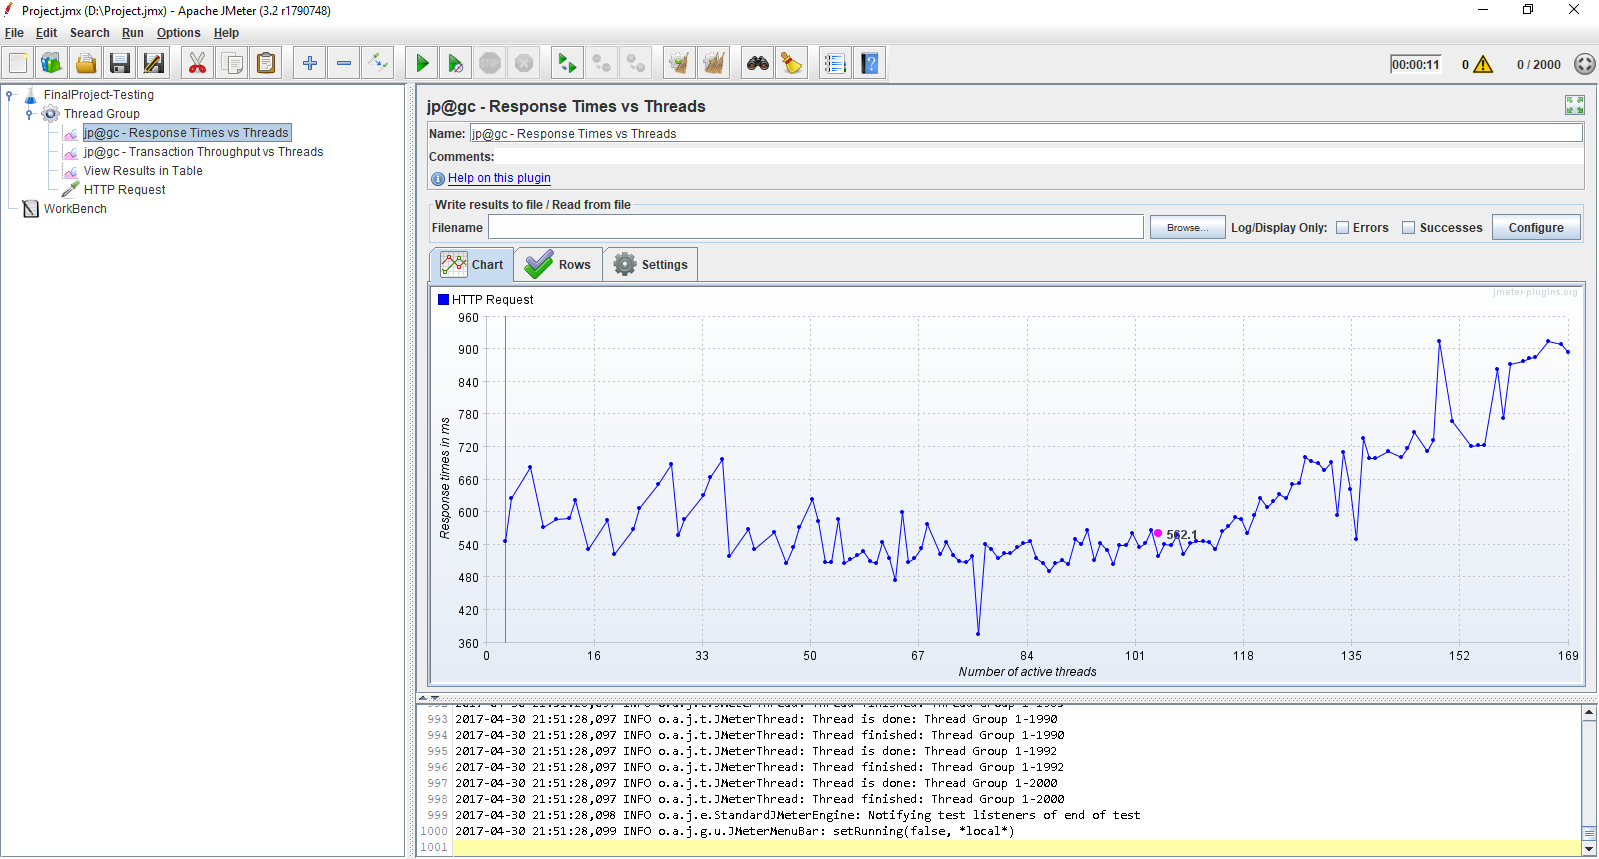 Project.jmx (D:\Project.jmx) - Apache JMeter (3.2 r1790748)
File Edit Search Run Options Help
00:00:11 0 0 / 2000
FinalProject-Testing
Thread Group
jp@gc - Response Times vs Threads
jp@gc - Transaction Throughput vs Threads
View Results in Table
HTTP Request
WorkBench
jp@gc - Response Times vs Threads
Name: jp@gc - Response Times vs Threads
Comments:
Help on this plugin
Write results to file / Read from file
Filename Browse... Log/Display Only: Errors Successes Configure
Chart Rows Settings
HTTP Request
jmeter-plugins.org
960
900
840
780
720
660
600
540
480
420
360
Response times in ms
562.1
0 16 33 50 67 84 101 118 135 152 169
Number of active threads
993 2017-04-30 21:51:28,097 INFO o.a.j.t.JMeterThread: Thread is done: Thread Group 1-1990
994 2017-04-30 21:51:28,097 INFO o.a.j.t.JMeterThread: Thread finished: Thread Group 1-1990
995 2017-04-30 21:51:28,097 INFO o.a.j.t.JMeterThread: Thread is done: Thread Group 1-1992
996 2017-04-30 21:51:28,097 INFO o.a.j.t.JMeterThread: Thread finished: Thread Group 1-1992
997 2017-04-30 21:51:28,097 INFO o.a.j.t.JMeterThread: Thread is done: Thread Group 1-2000
998 2017-04-30 21:51:28,097 INFO o.a.j.t.JMeterThread: Thread finished: Thread Group 1-2000
999 2017-04-30 21:51:28,098 INFO o.a.j.e.StandardJMeterEngine: Notifying test listeners of end of test
1000 2017-04-30 21:51:28,099 INFO o.a.j.g.u.JMeterMenuBar: setRunning(false, *local*)
1001